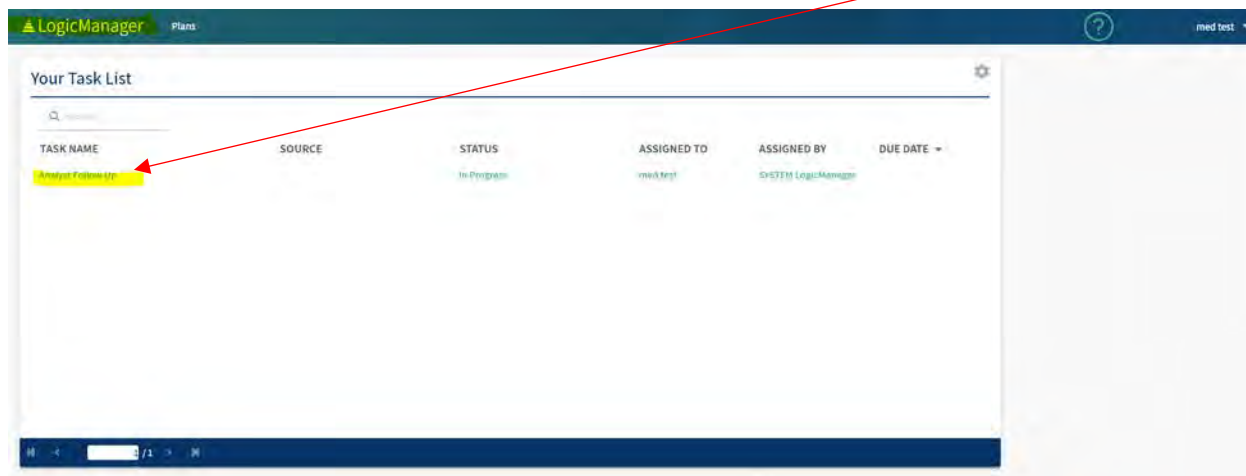 LogicManager Plans ? med test
Your Task List
TASK NAME SOURCE STATUS ASSIGNED TO ASSIGNED BY DUE DATE
Analyst Follow Up In Progress med test SYSTEM LogicManager
1 / 1